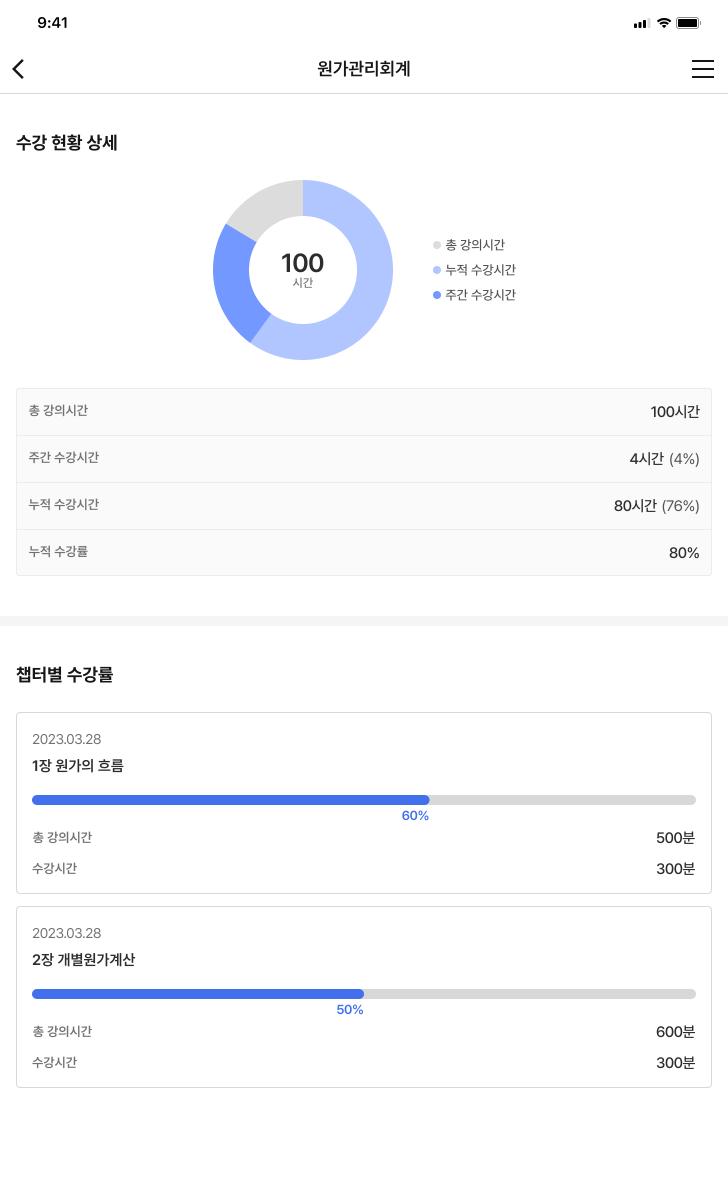 9:41
원가관리회계
수강 현황 상세
100
시간
총 강의시간
누적 수강시간
주간 수강시간
총 강의시간 100시간
주간 수강시간 4시간 (4%)
누적 수강시간 80시간 (76%)
누적 수강률 80%
챕터별 수강률
2023.03.28
1장 원가의 흐름
60%
총 강의시간 500분
수강시간 300분
2023.03.28
2장 개별원가계산
50%
총 강의시간 600분
수강시간 300분